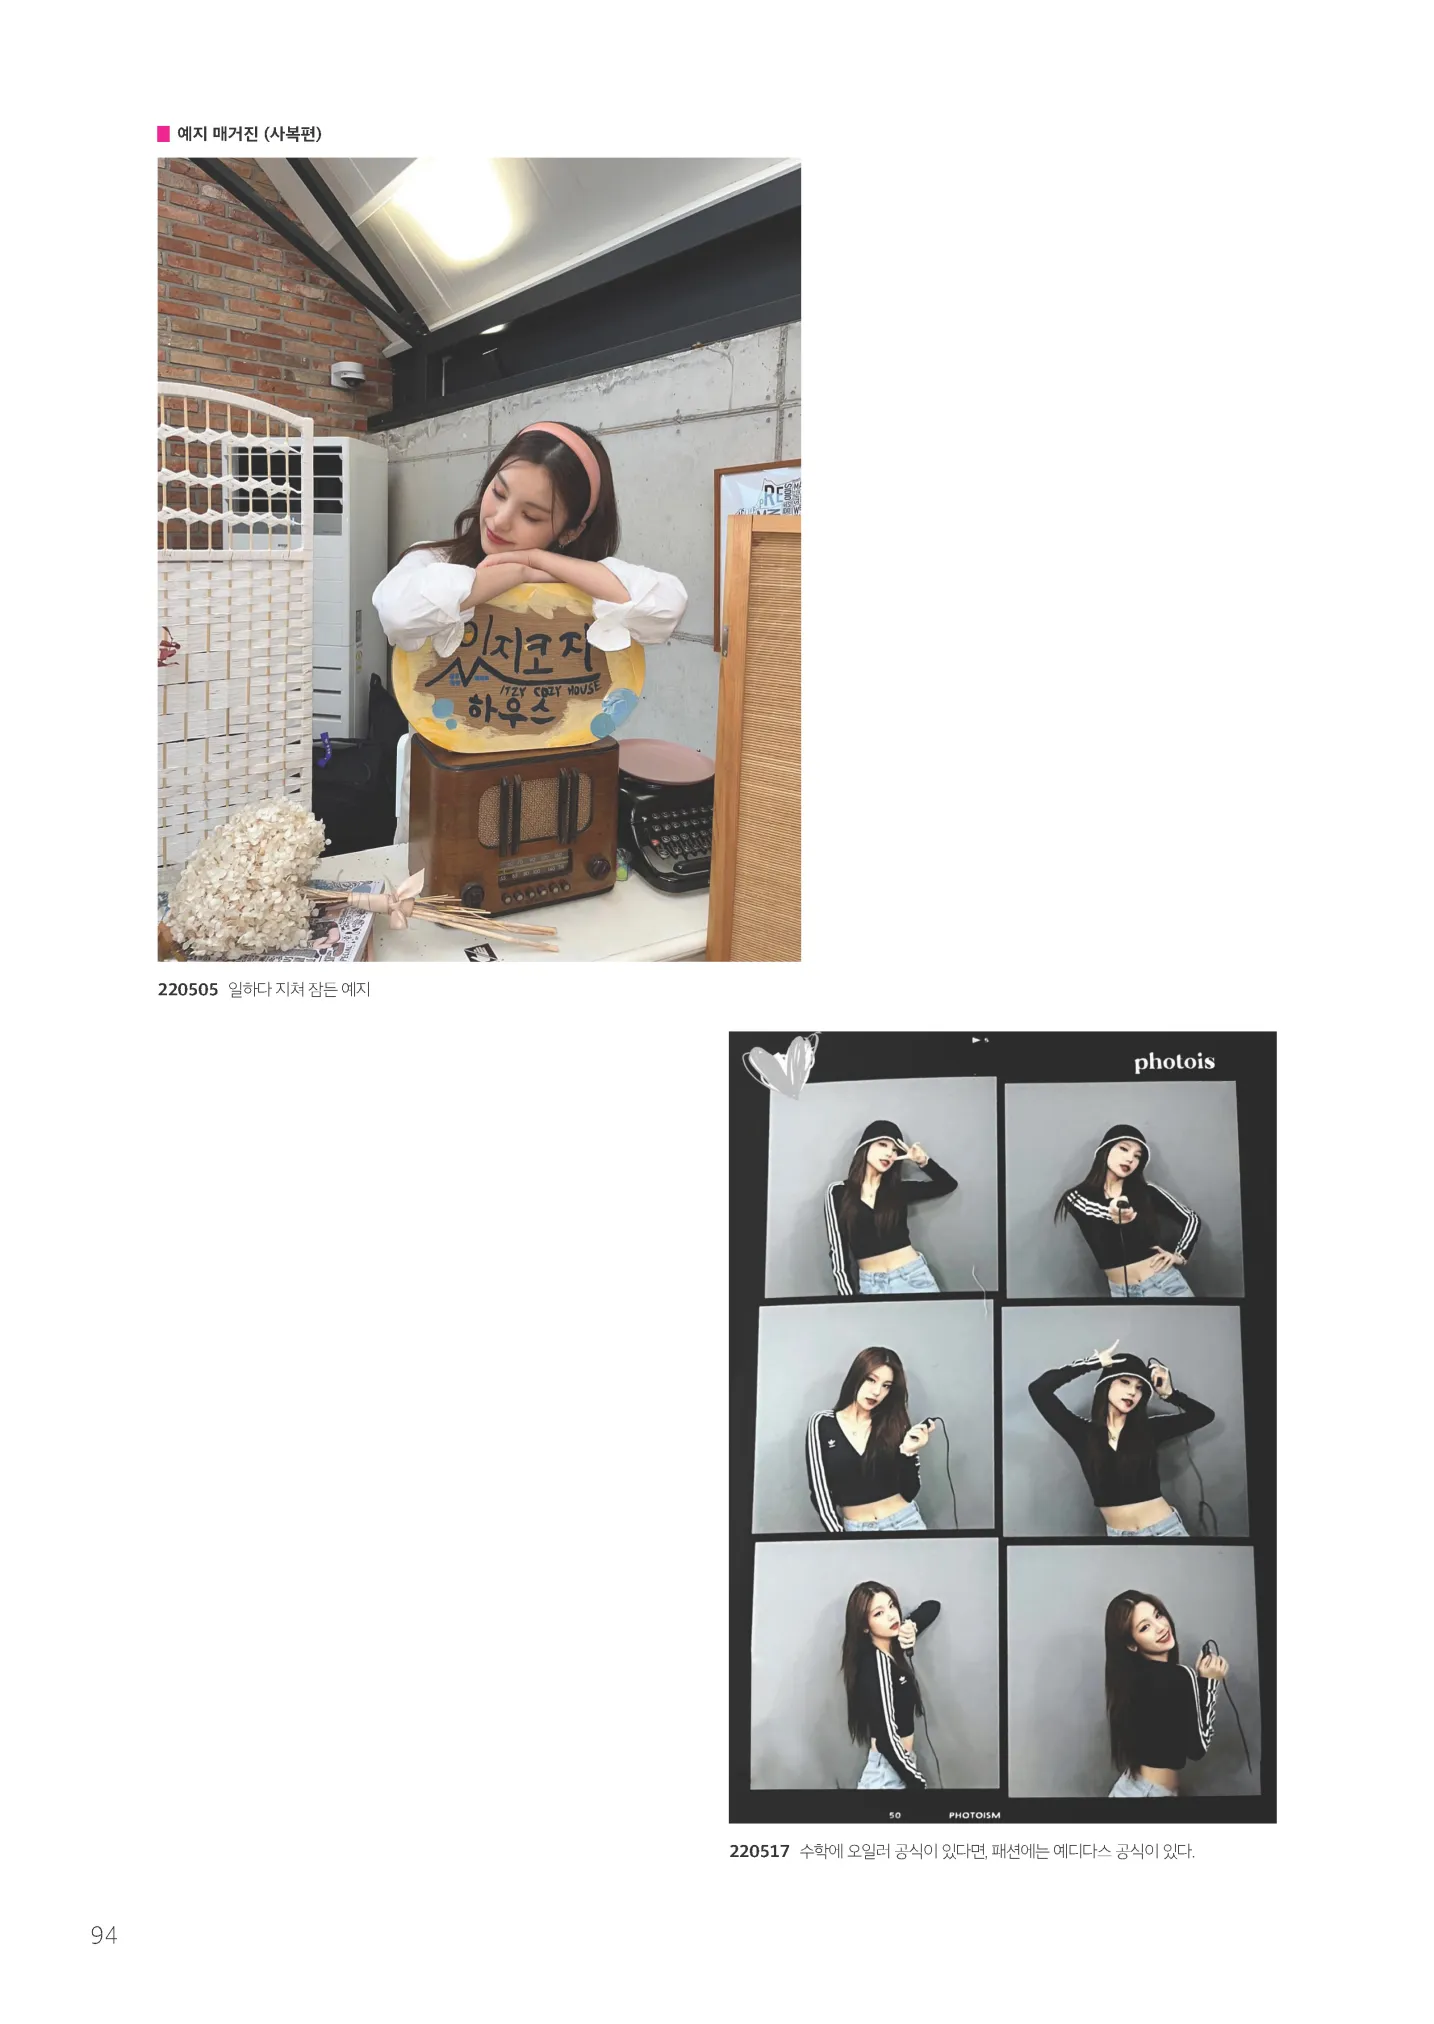 예지 매거진 (사복편)
RE
잇지코지
ITZY COZY HOUSE
하우스
220505 일하다 지쳐 잠든 예지
photois
50 PHOTOISM
220517 수학에 오일러 공식이 있다면, 패션에는 예디다스 공식이 있다.
94